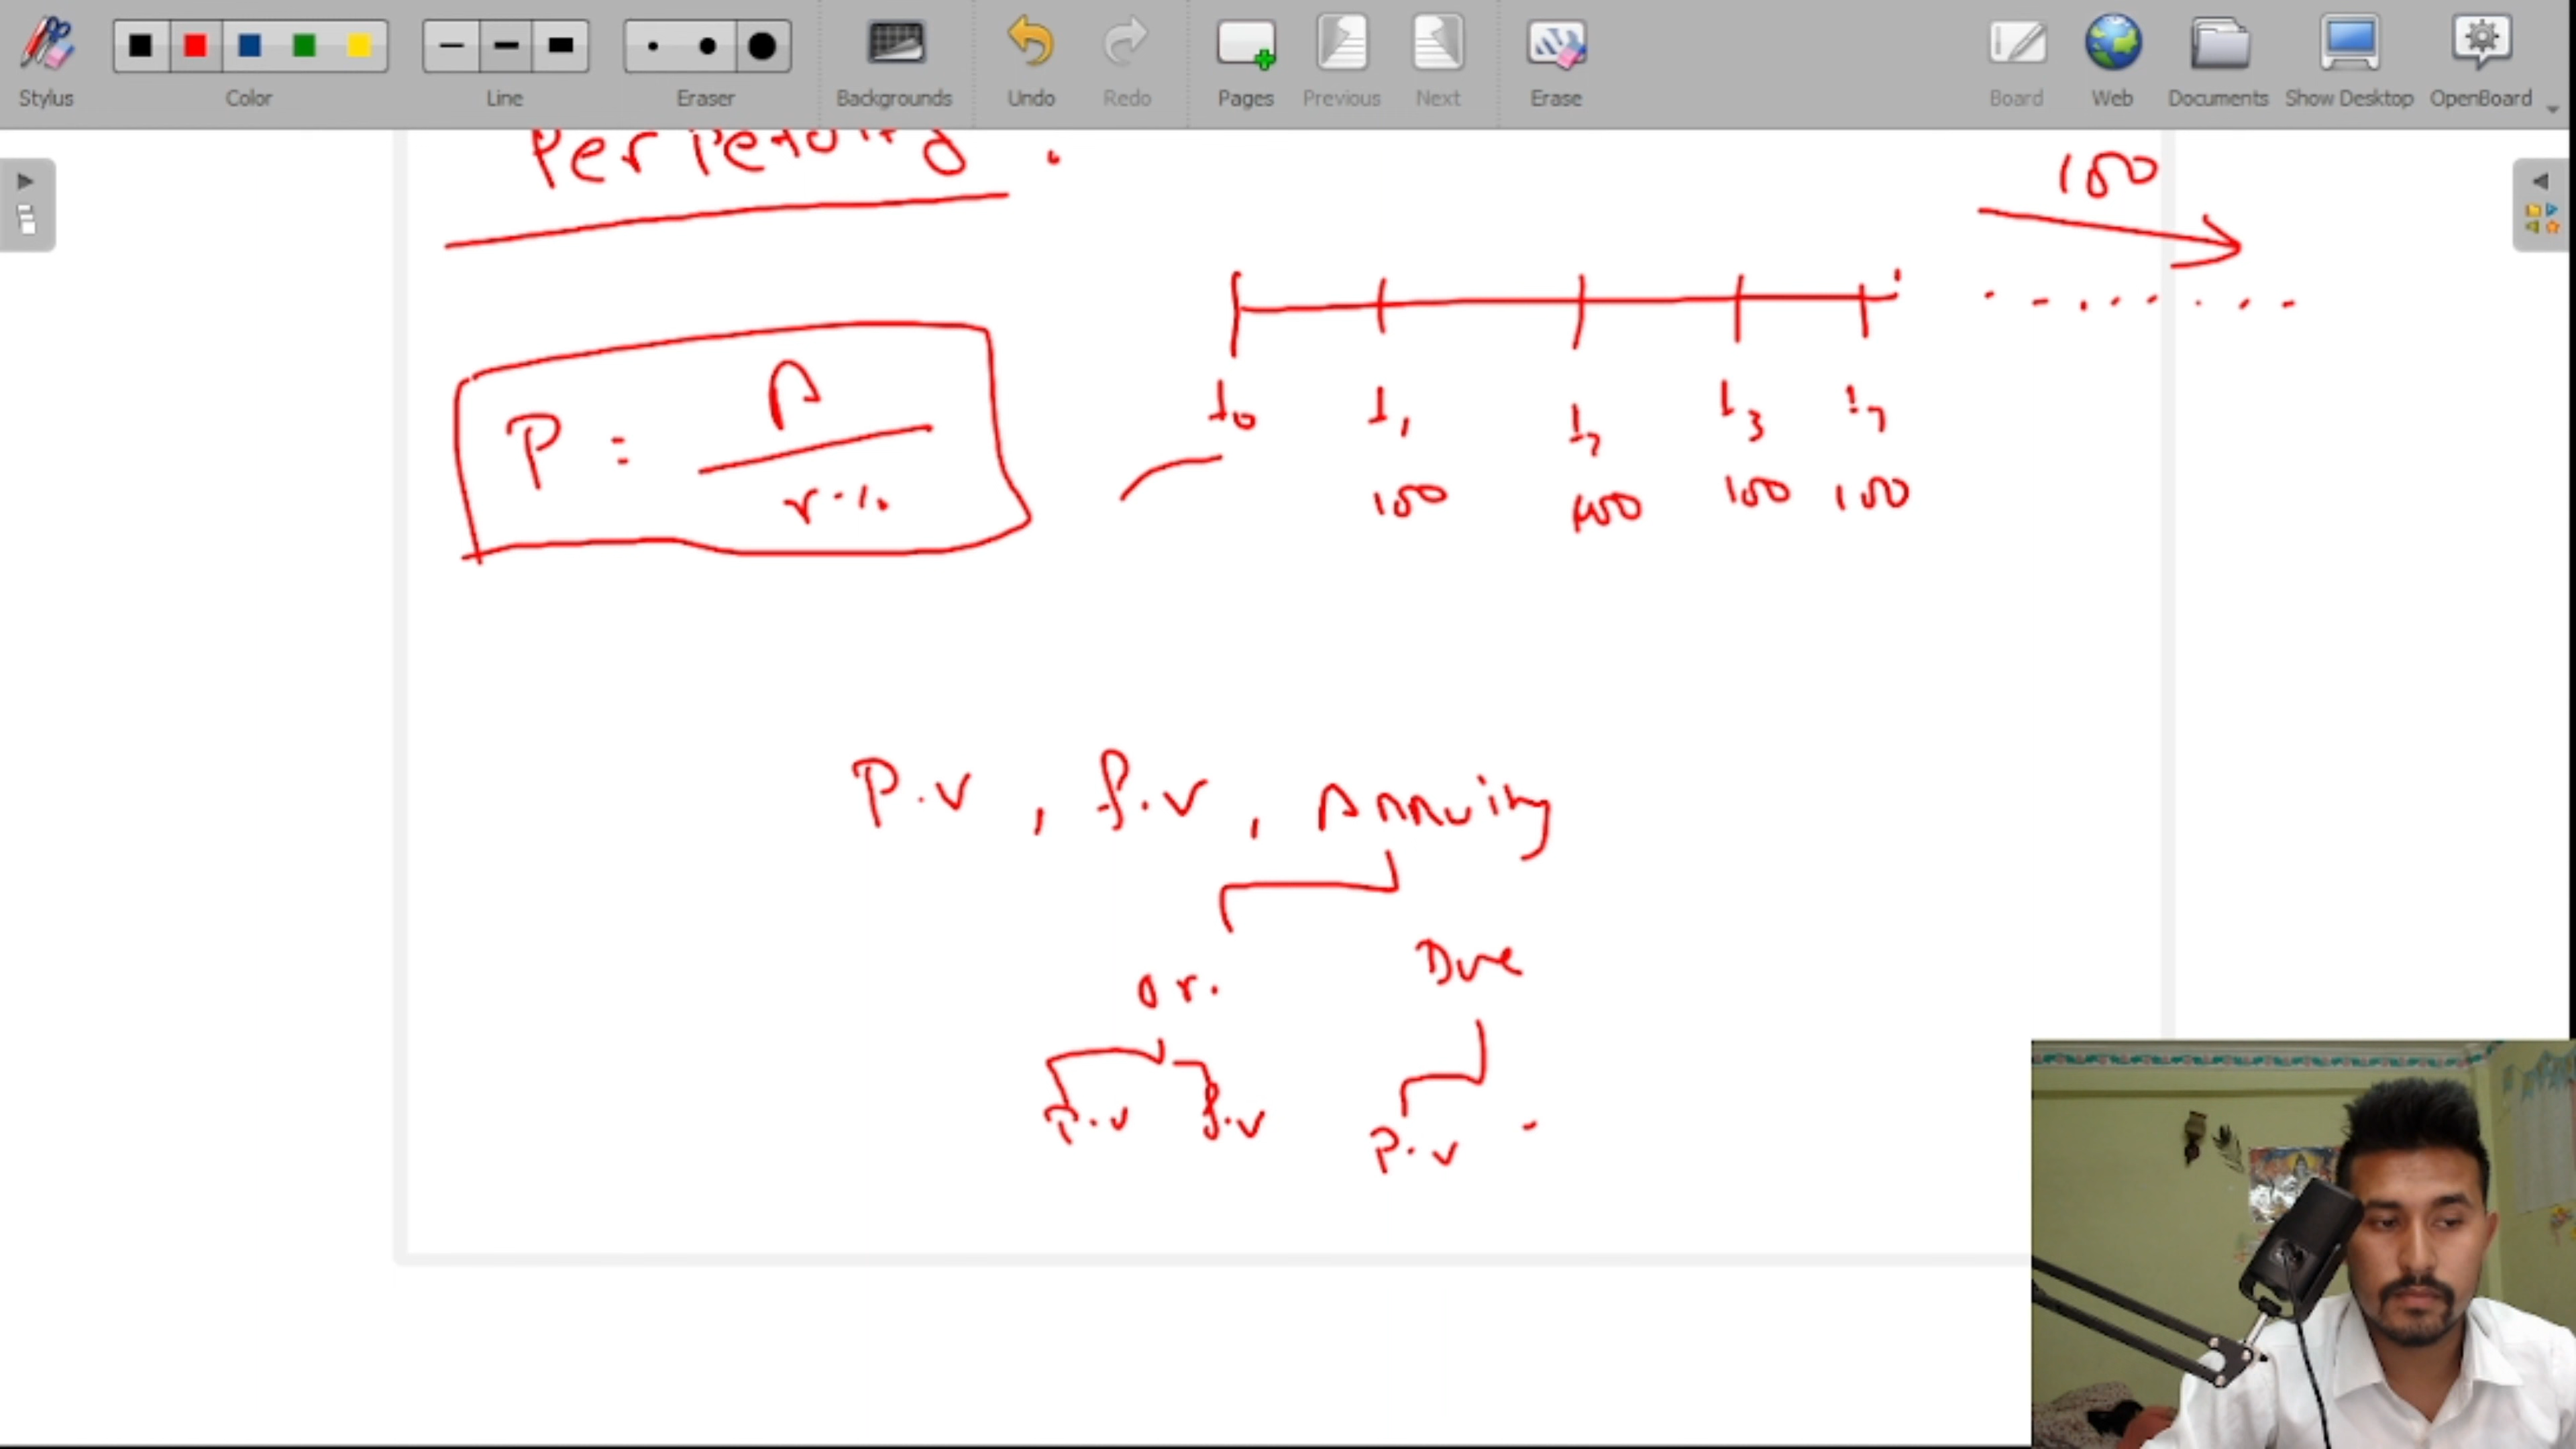 Stylus Color Line Eraser Backgrounds Undo Redo Pages Previous Next Erase Board Web Documents Show Desktop OpenBoard
Perpetuity.
100
P = A / r%
t0 t1 t2 t3 t4
100 100 100 100
P.v , f.v , Annuity
or. Due
P.v f.v P.v